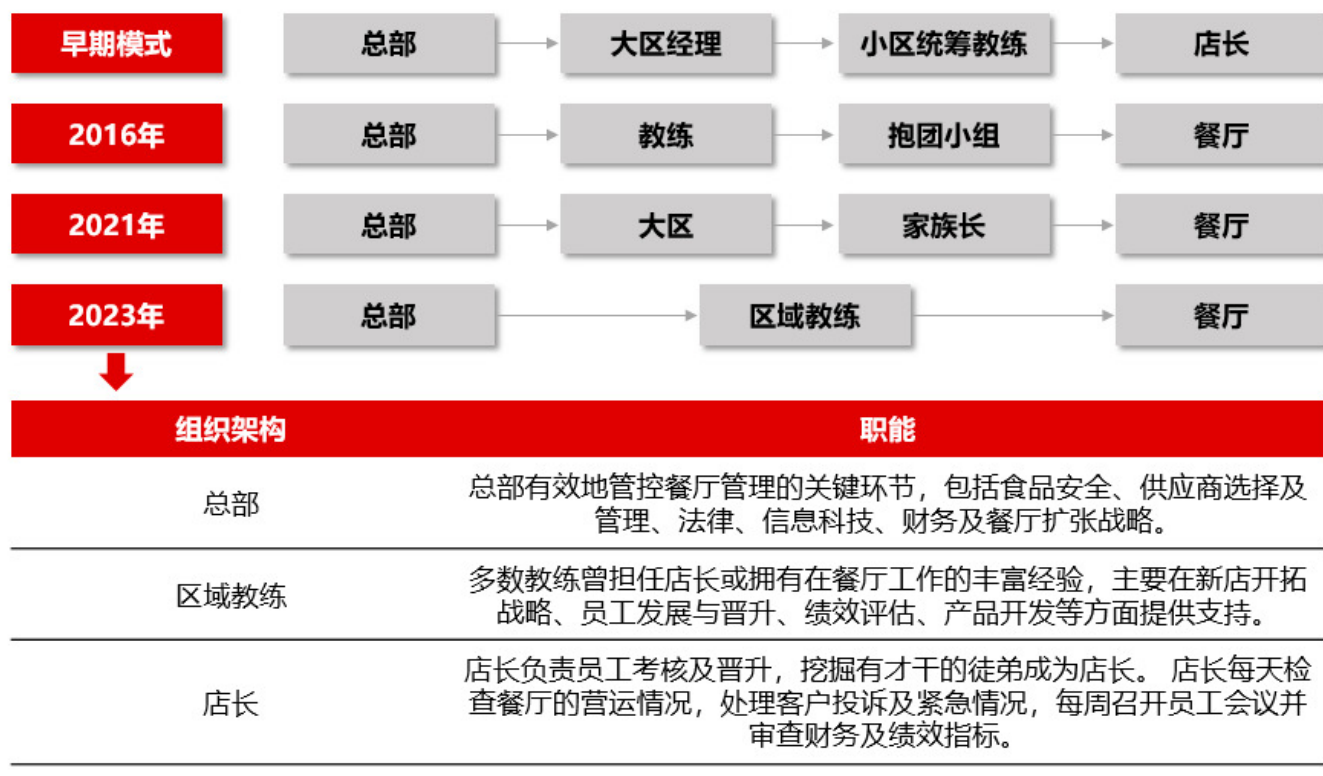 早期模式 总部 大区经理 小区统筹教练 店长
2016年 总部 教练 抱团小组 餐厅
2021年 总部 大区 家族长 餐厅
2023年 总部 区域教练 餐厅
组织架构 职能
总部
总部有效地管控餐厅管理的关键环节，包括食品安全、供应商选择及
管理、法律、信息科技、财务及餐厅扩张战略。
区域教练
多数教练曾担任店长或拥有在餐厅工作的丰富经验，主要在新店开拓
战略、员工发展与晋升、绩效评估、产品开发等方面提供支持。
店长
店长负责员工考核及晋升，挖掘有才干的徒弟成为店长。 店长每天检
查餐厅的营运情况，处理客户投诉及紧急情况，每周召开员工会议并
审查财务及绩效指标。